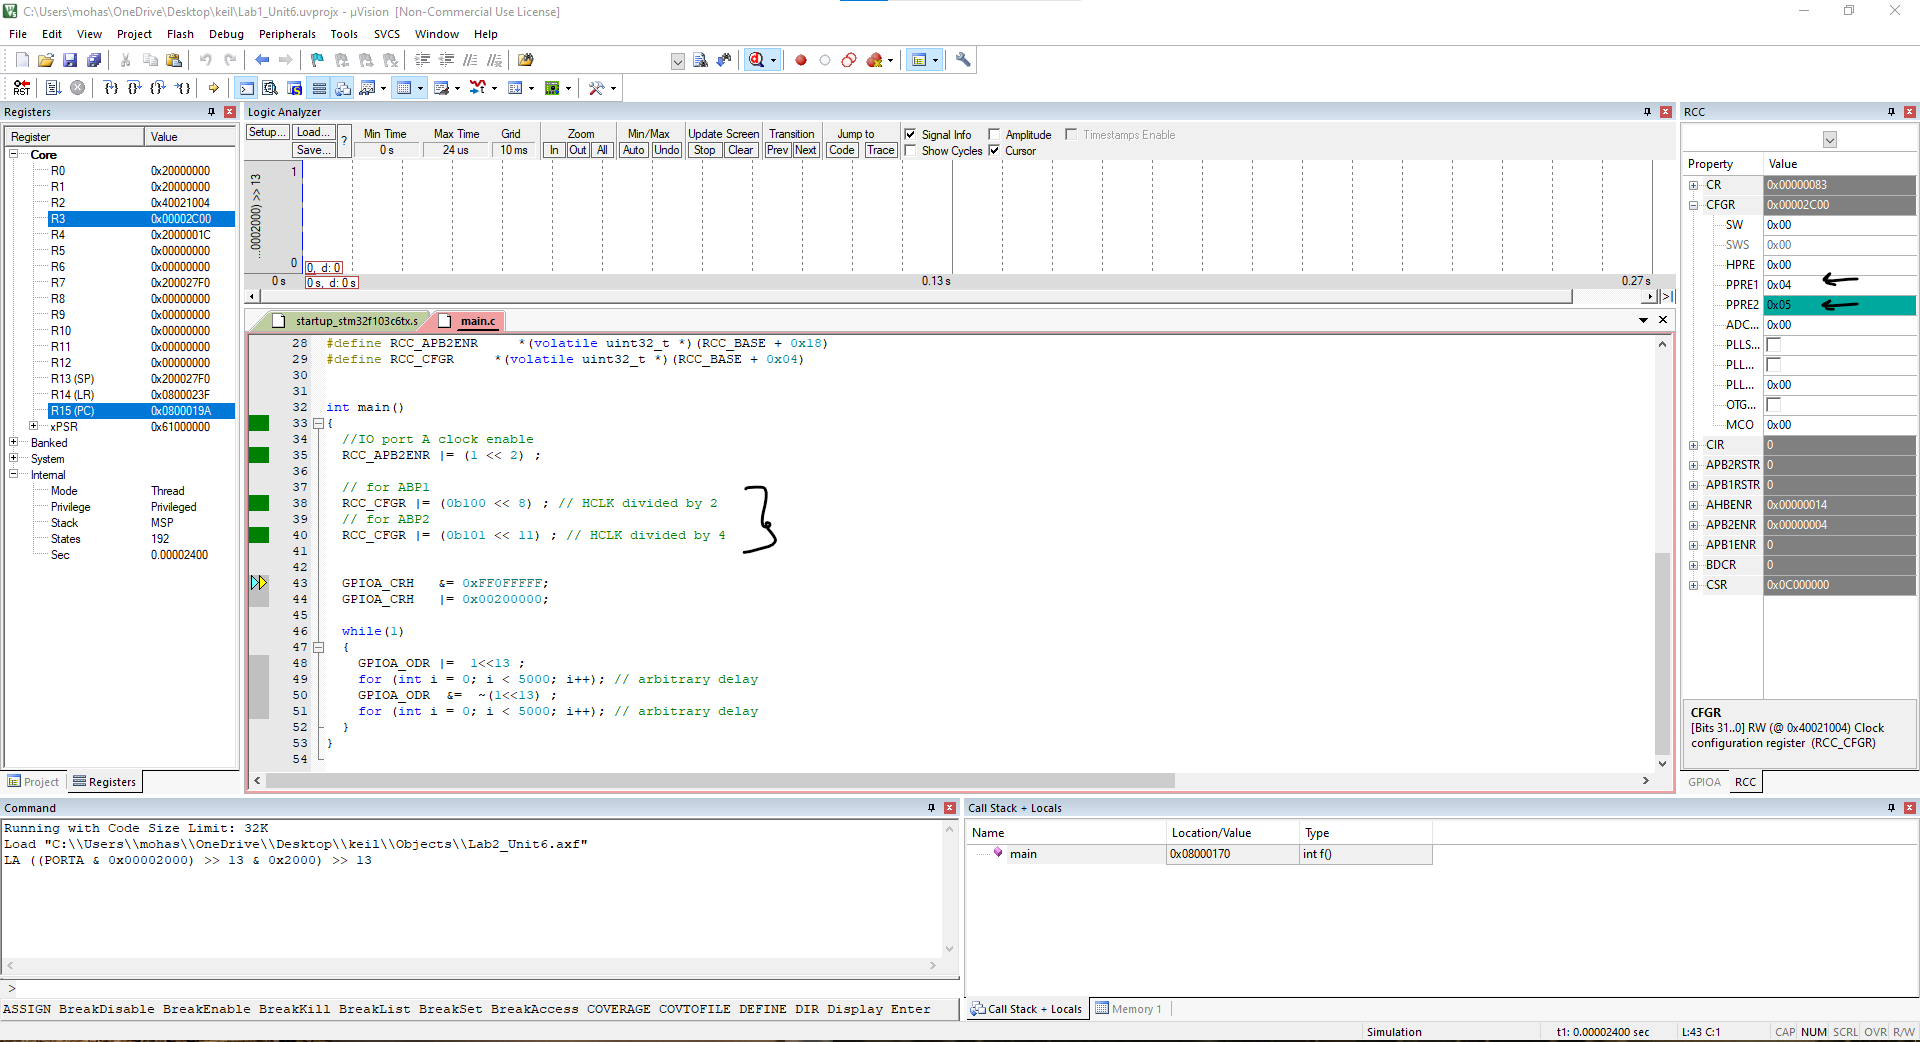 C:\Users\mohas\OneDrive\Desktop\keil\Lab1_Unit6.uvprojx - µVision  [Non-Commercial Use License]
File Edit View Project Flash Debug Peripherals Tools SVCS Window Help
RST
Registers
Register Value
Core
R0 0x20000000
R1 0x20000000
R2 0x40021004
R3 0x00002C00
R4 0x2000001C
R5 0x00000000
R6 0x00000000
R7 0x200027F0
R8 0x00000000
R9 0x00000000
R10 0x00000000
R11 0x00000000
R12 0x00000000
R13 (SP) 0x200027F0
R14 (LR) 0x0800023F
R15 (PC) 0x0800019A
xPSR 0x61000000
Banked
System
Internal
Mode Thread
Privilege Privileged
Stack MSP
States 192
Sec 0.00002400
Project Registers
Logic Analyzer
Setup... Load... ? Min Time Max Time Grid Zoom Min/Max Update Screen Transition Jump to Signal Info Amplitude Timestamps Enable
Save... 0 s 24 us 10 ms In Out All Auto Undo Stop Clear Prev Next Code Trace Show Cycles Cursor
...00002000) >> 13
1
0
0, d: 0
0 s 0 s, d: 0 s 0.13 s 0.27 s
startup_stm32f103c6tx.s main.c
28 #define RCC_APB2ENR     *(volatile uint32_t *)(RCC_BASE + 0x18)
29 #define RCC_CFGR     *(volatile uint32_t *)(RCC_BASE + 0x04)
30
31
32 int main()
33 {
34 //IO port A clock enable
35 RCC_APB2ENR |= (1 << 2) ;
36
37 // for ABP1
38 RCC_CFGR |= (0b100 << 8) ; // HCLK divided by 2
39 // for ABP2
40 RCC_CFGR |= (0b101 << 11) ; // HCLK divided by 4
41
42
43 GPIOA_CRH   &= 0xFF0FFFFF;
44 GPIOA_CRH   |= 0x00200000;
45
46 while(1)
47 {
48 GPIOA_ODR |=  1<<13 ;
49 for (int i = 0; i < 5000; i++); // arbitrary delay
50 GPIOA_ODR  &=  ~(1<<13) ;
51 for (int i = 0; i < 5000; i++); // arbitrary delay
52 }
53 }
54
RCC
Property Value
CR 0x00000083
CFGR 0x00002C00
SW 0x00
SWS 0x00
HPRE 0x00
PPRE1 0x04
PPRE2 0x05
ADC... 0x00
PLLS...
PLL...
PLL... 0x00
OTG...
MCO 0x00
CIR 0
APB2RSTR 0
APB1RSTR 0
AHBENR 0x00000014
APB2ENR 0x00000004
APB1ENR 0
BDCR 0
CSR 0x0C000000
CFGR
[Bits 31..0] RW (@ 0x40021004) Clock
configuration register  (RCC_CFGR)
GPIOA RCC
Command
Running with Code Size Limit: 32K
Load "C:\\Users\\mohas\\OneDrive\\Desktop\\keil\\Objects\\Lab2_Unit6.axf"
LA ((PORTA & 0x00002000) >> 13 & 0x2000) >> 13
>
ASSIGN BreakDisable BreakEnable BreakKill BreakList BreakSet BreakAccess COVERAGE COVTOFILE DEFINE DIR Display Enter
Call Stack + Locals
Name Location/Value Type
main 0x08000170 int f()
Call Stack + Locals Memory 1
Simulation t1: 0.00002400 sec L:43 C:1 CAP NUM SCRL OVR R/W